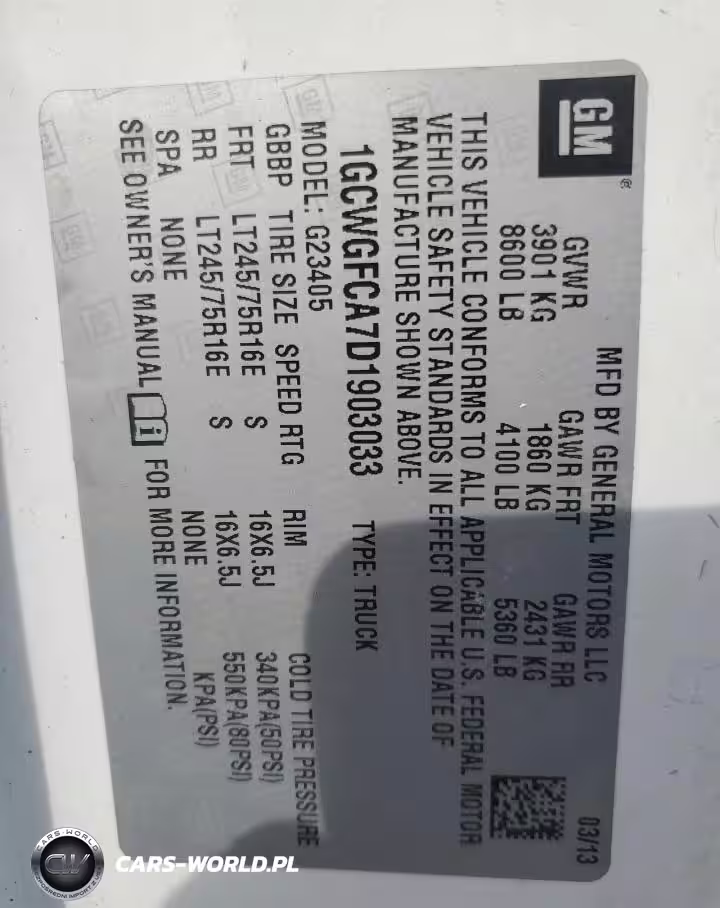 GM
®
MFD BY GENERAL MOTORS LLC 03/13
GVWR GAWR FRT GAWR RR
3901 KG 1860 KG 2431 KG
8600 LB 4100 LB 5360 LB
THIS VEHICLE CONFORMS TO ALL APPLICABLE U.S. FEDERAL MOTOR
VEHICLE SAFETY STANDARDS IN EFFECT ON THE DATE OF
MANUFACTURE SHOWN ABOVE.
1GCWGFCA7D1903033 TYPE: TRUCK
MODEL: G23405
GBBP TIRE SIZE SPEED RTG RIM COLD TIRE PRESSURE
FRT LT245/75R16E S 16X6.5J 340KPA(50PSI)
RR LT245/75R16E S 16X6.5J 550KPA(80PSI)
SPA NONE NONE KPA(PSI)
SEE OWNER'S MANUAL i FOR MORE INFORMATION.
CARS-WORLD
CW
CARS-WORLD.PL